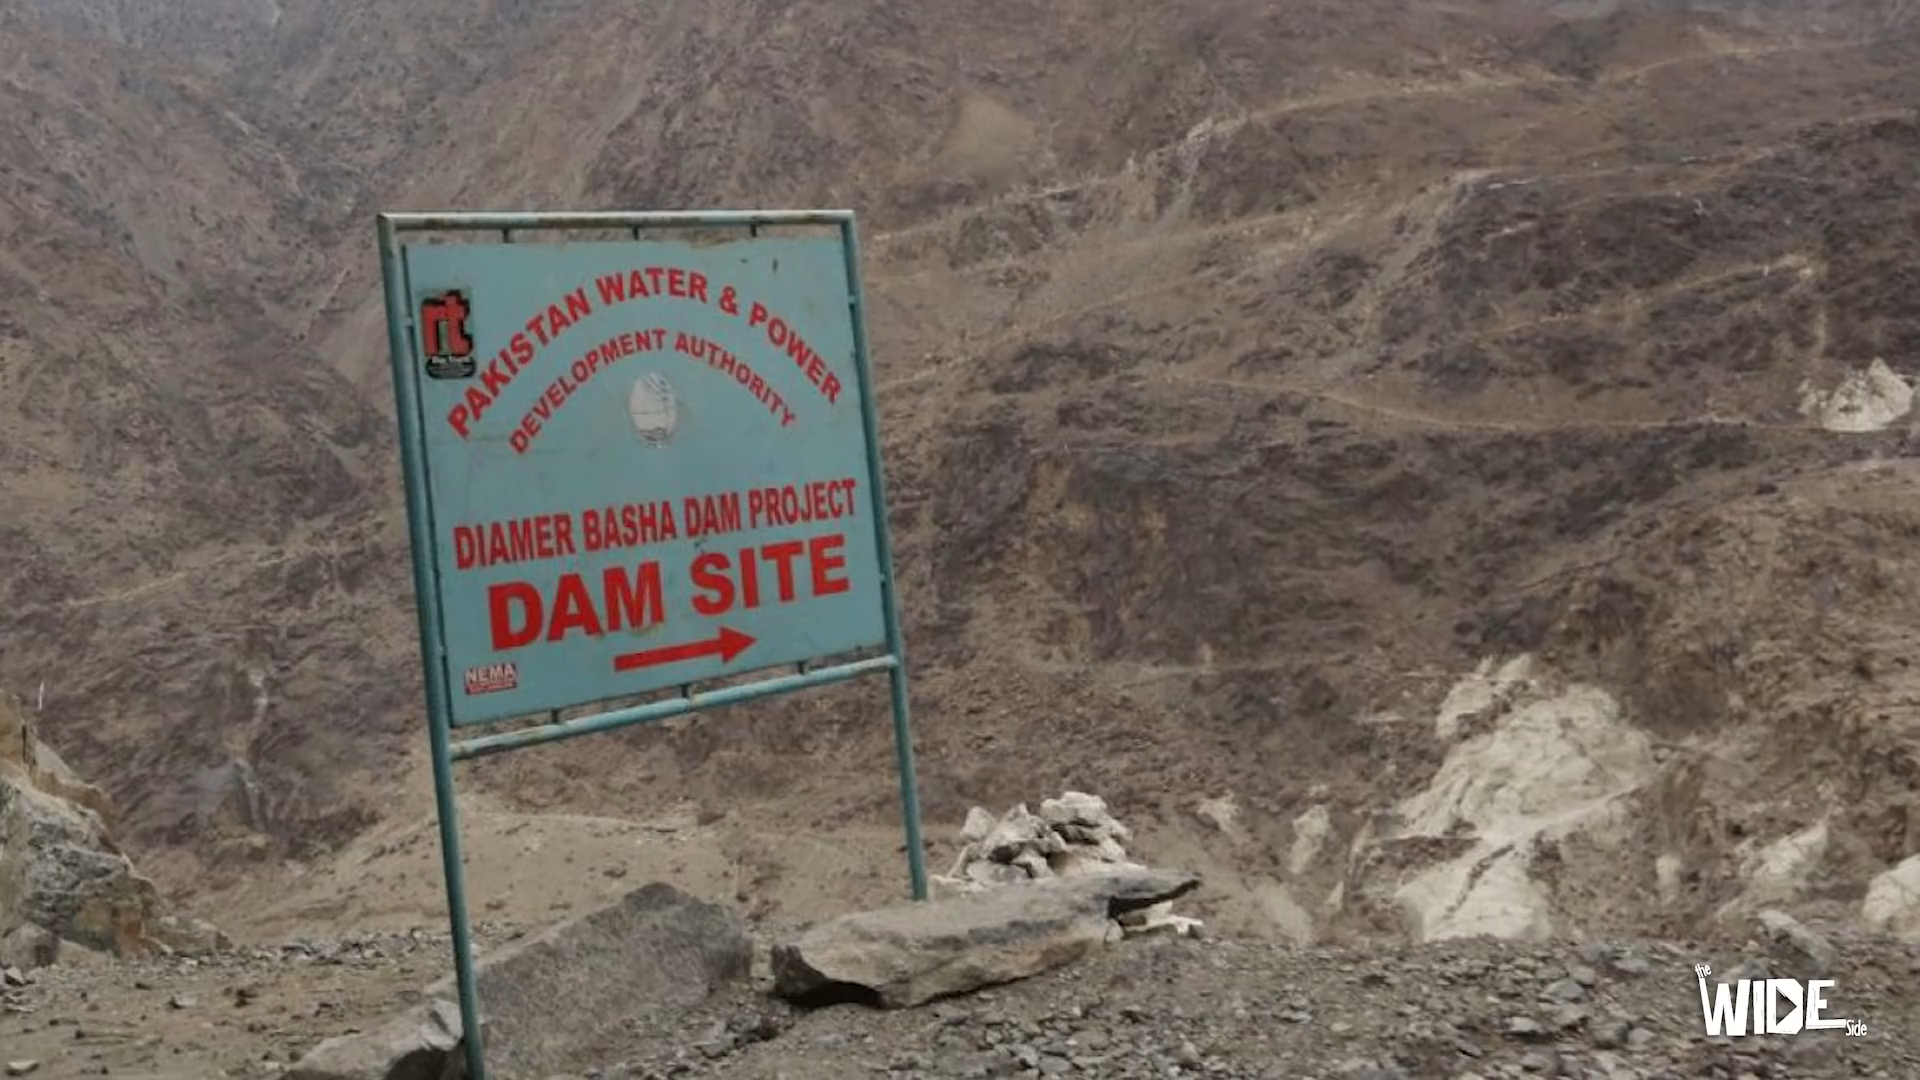 PAKISTAN WATER & POWER
DEVELOPMENT AUTHORITY
rt
DIAMER BASHA DAM PROJECT
DAM SITE
NEMA
the
WIDE
Side